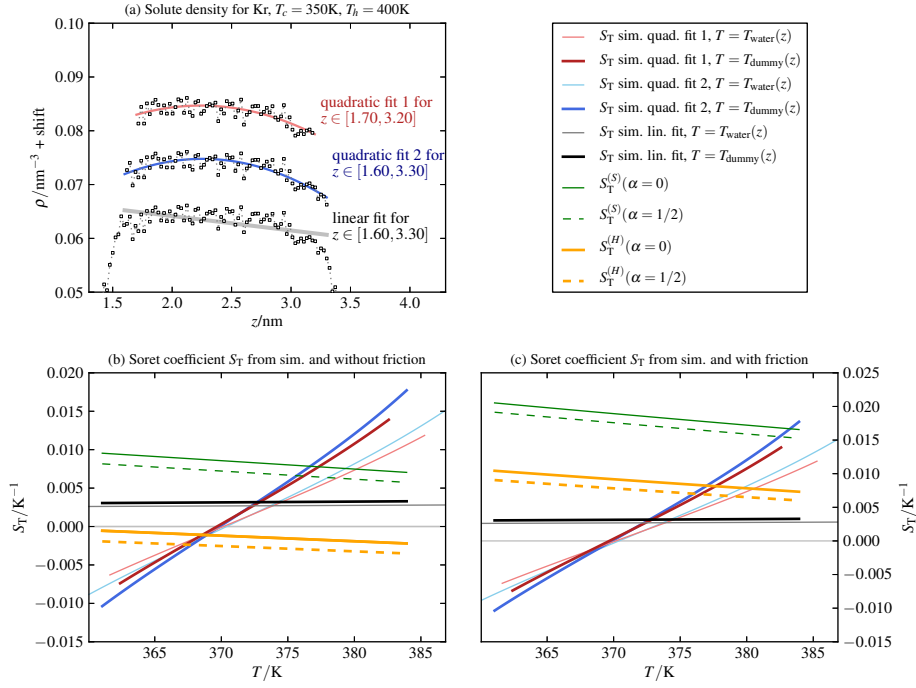 (a) Solute density for Kr, T_c = 350K, T_h = 400K
0.10
0.09
0.08
0.07
0.06
0.05
ρ/nm⁻³ + shift
quadratic fit 1 for
z ∈ [1.70,3.20]
quadratic fit 2 for
z ∈ [1.60,3.30]
linear fit for
z ∈ [1.60,3.30]
1.5 2.0 2.5 3.0 3.5 4.0
z/nm
S_T sim. quad. fit 1, T = T_water(z)
S_T sim. quad. fit 1, T = T_dummy(z)
S_T sim. quad. fit 2, T = T_water(z)
S_T sim. quad. fit 2, T = T_dummy(z)
S_T sim. lin. fit, T = T_water(z)
S_T sim. lin. fit, T = T_dummy(z)
S_T^(S)(α = 0)
S_T^(S)(α = 1/2)
S_T^(H)(α = 0)
S_T^(H)(α = 1/2)
(b) Soret coefficient S_T from sim. and without friction
0.020
0.015
0.010
0.005
0.000
−0.005
−0.010
−0.015
S_T/K⁻¹
365 370 375 380 385
T/K
(c) Soret coefficient S_T from sim. and with friction
0.025
0.020
0.015
0.010
0.005
0.000
−0.005
−0.010
−0.015
S_T/K⁻¹
365 370 375 380 385
T/K